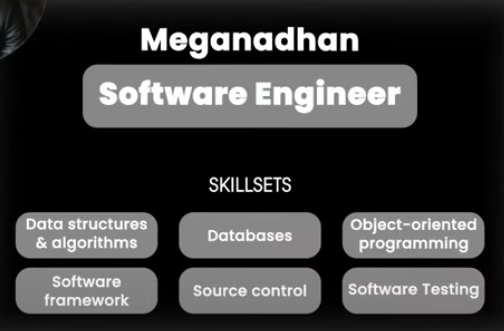 Meganadhan
Software Engineer
SKILLSETS
Data structures
& algorithms
Databases
Object-oriented
programming
Software
framework
Source control
Software Testing